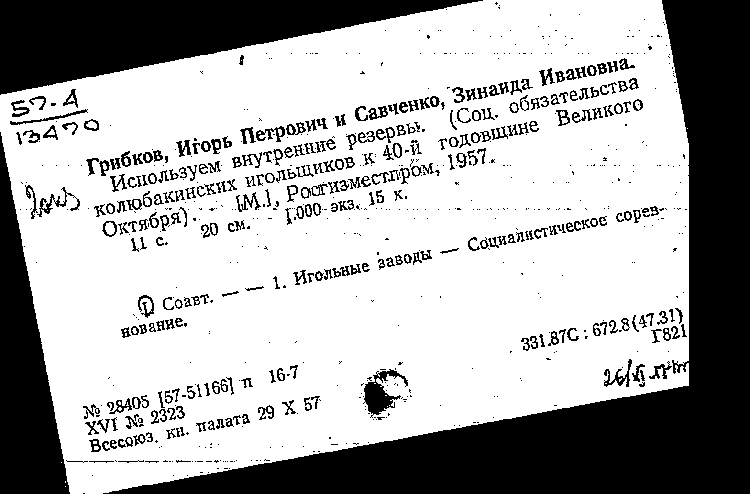 57-4
13470
Грибков, Игорь Петрович и Савченко, Зинаида Ивановна.
Используем внутренние резервы. (Соц. обязательства
колюбакинских игольщиков к 40-й годовщине Великого
Октября). [М.], Росгизместпром, 1957.
11 с. 20 см. 1.000 экз. 15 к.
① Соавт. — — 1. Игольные заводы — Социалистическое сорев-
нование.
331.87С : 672.8(47.31)
Г821
№ 28405 [57-51166] п 16-7
XVI № 2323
Всесоюз. кн. палата 29 X 57